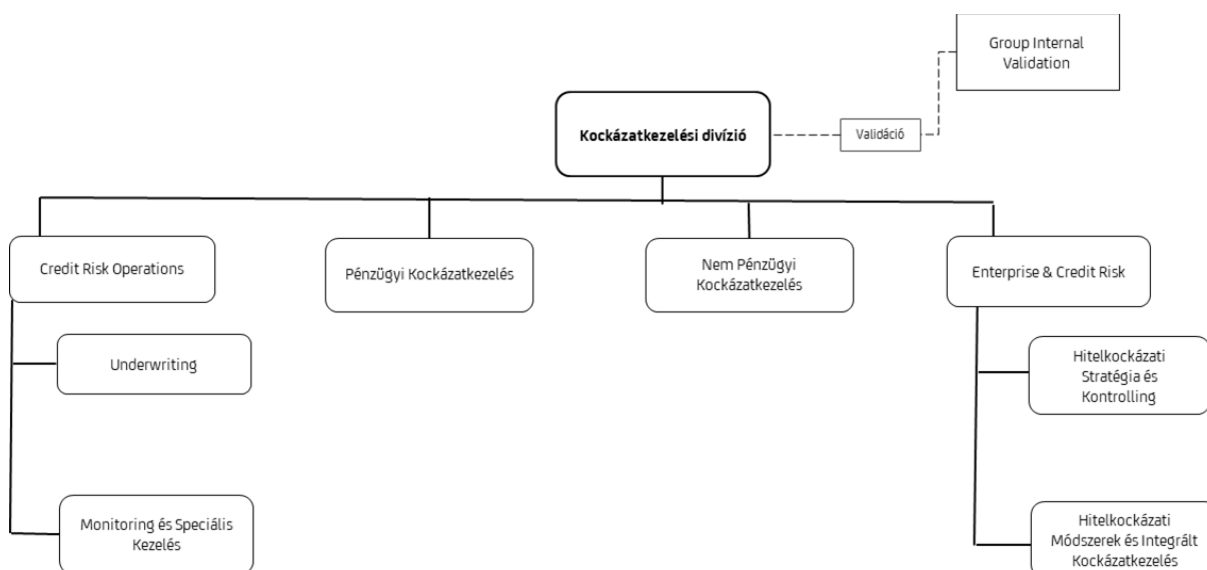 Group Internal
Validation
Kockázatkezelési divízió
Validáció
Credit Risk Operations
Pénzügyi Kockázatkezelés
Nem Pénzügyi
Kockázatkezelés
Enterprise & Credit Risk
Underwriting
Hitelkockázati
Stratégia és
Kontrolling
Monitoring és Speciális
Kezelés
Hitelkockázati
Módszerek és Integrált
Kockázatkezelés